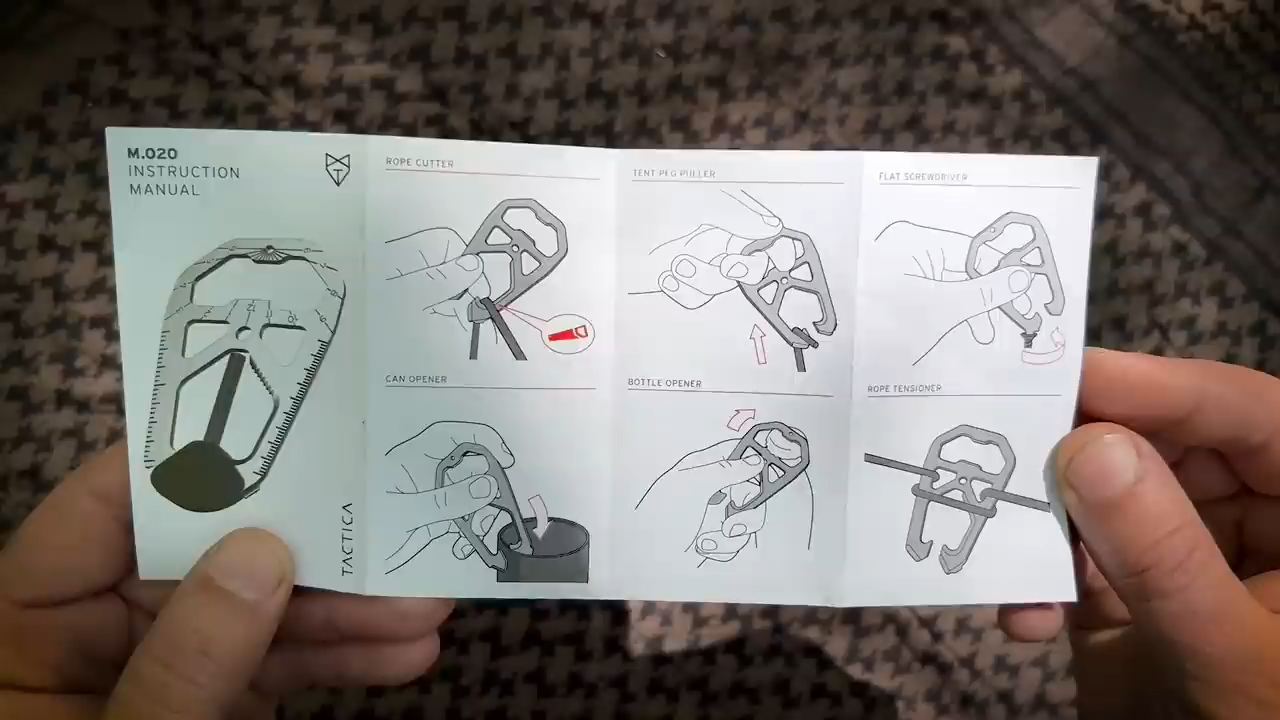 M.020
INSTRUCTION
MANUAL
TACTICA
ROPE CUTTER
CAN OPENER
TENT PEG PULLER
BOTTLE OPENER
FLAT SCREWDRIVER
ROPE TENSIONER